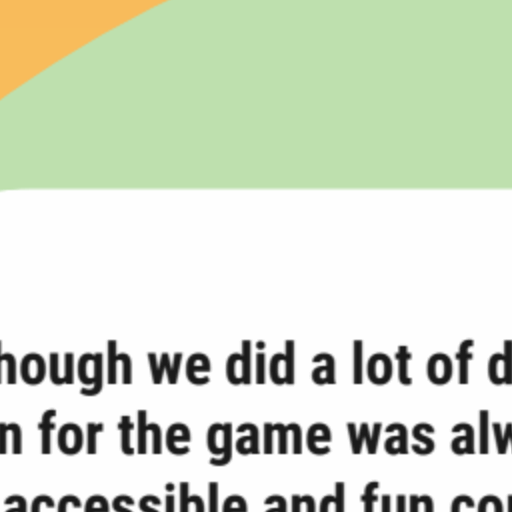 hough we did a lot of d
n for the game was alw
accessible and fun co